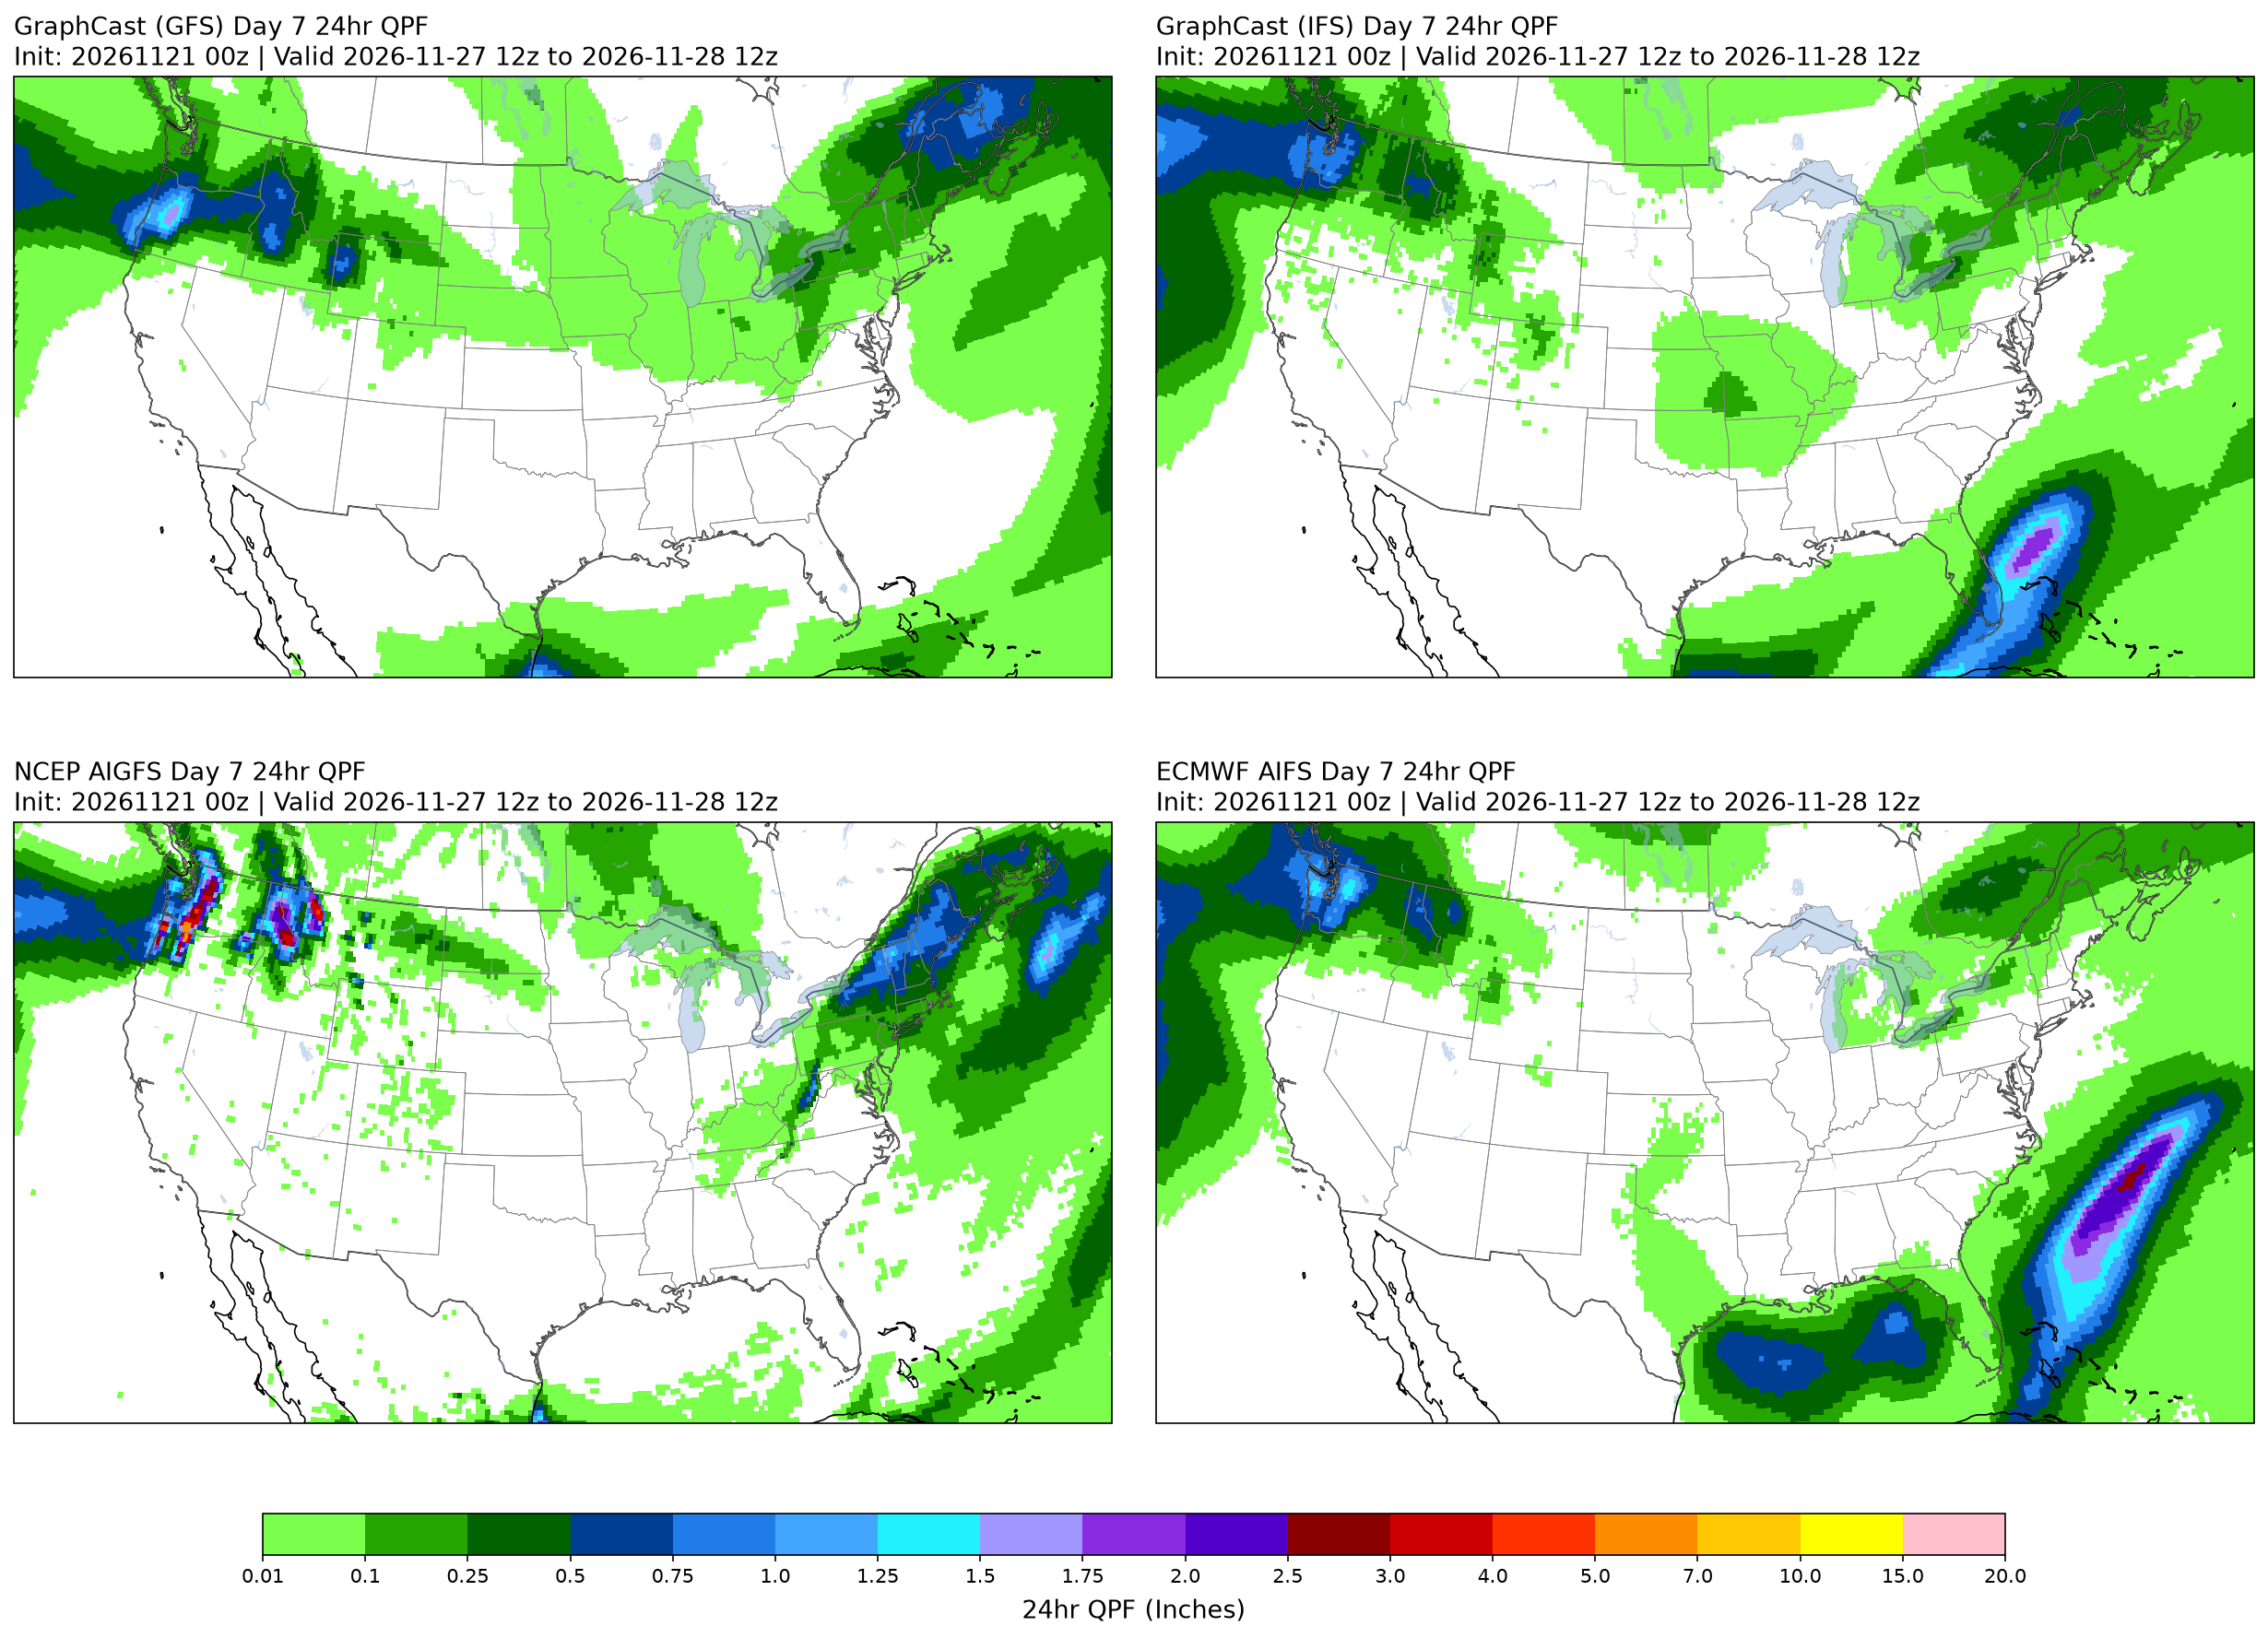 GraphCast (GFS) Day 7 24hr QPF
Init: 20261121 00z | Valid 2026-11-27 12z to 2026-11-28 12z
GraphCast (IFS) Day 7 24hr QPF
Init: 20261121 00z | Valid 2026-11-27 12z to 2026-11-28 12z
NCEP AIGFS Day 7 24hr QPF
Init: 20261121 00z | Valid 2026-11-27 12z to 2026-11-28 12z
ECMWF AIFS Day 7 24hr QPF
Init: 20261121 00z | Valid 2026-11-27 12z to 2026-11-28 12z
0.01 0.1 0.25 0.5 0.75 1.0 1.25 1.5 1.75 2.0 2.5 3.0 4.0 5.0 7.0 10.0 15.0 20.0
24hr QPF (Inches)